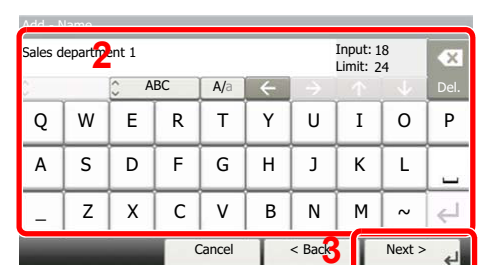 Add - Name
Sales department 1
Input: 18
Limit: 24
ABC A/a Del.
2
Q W E R T Y U I O P
A S D F G H J K L
_ Z X C V B N M ~
Cancel < Back Next >
3